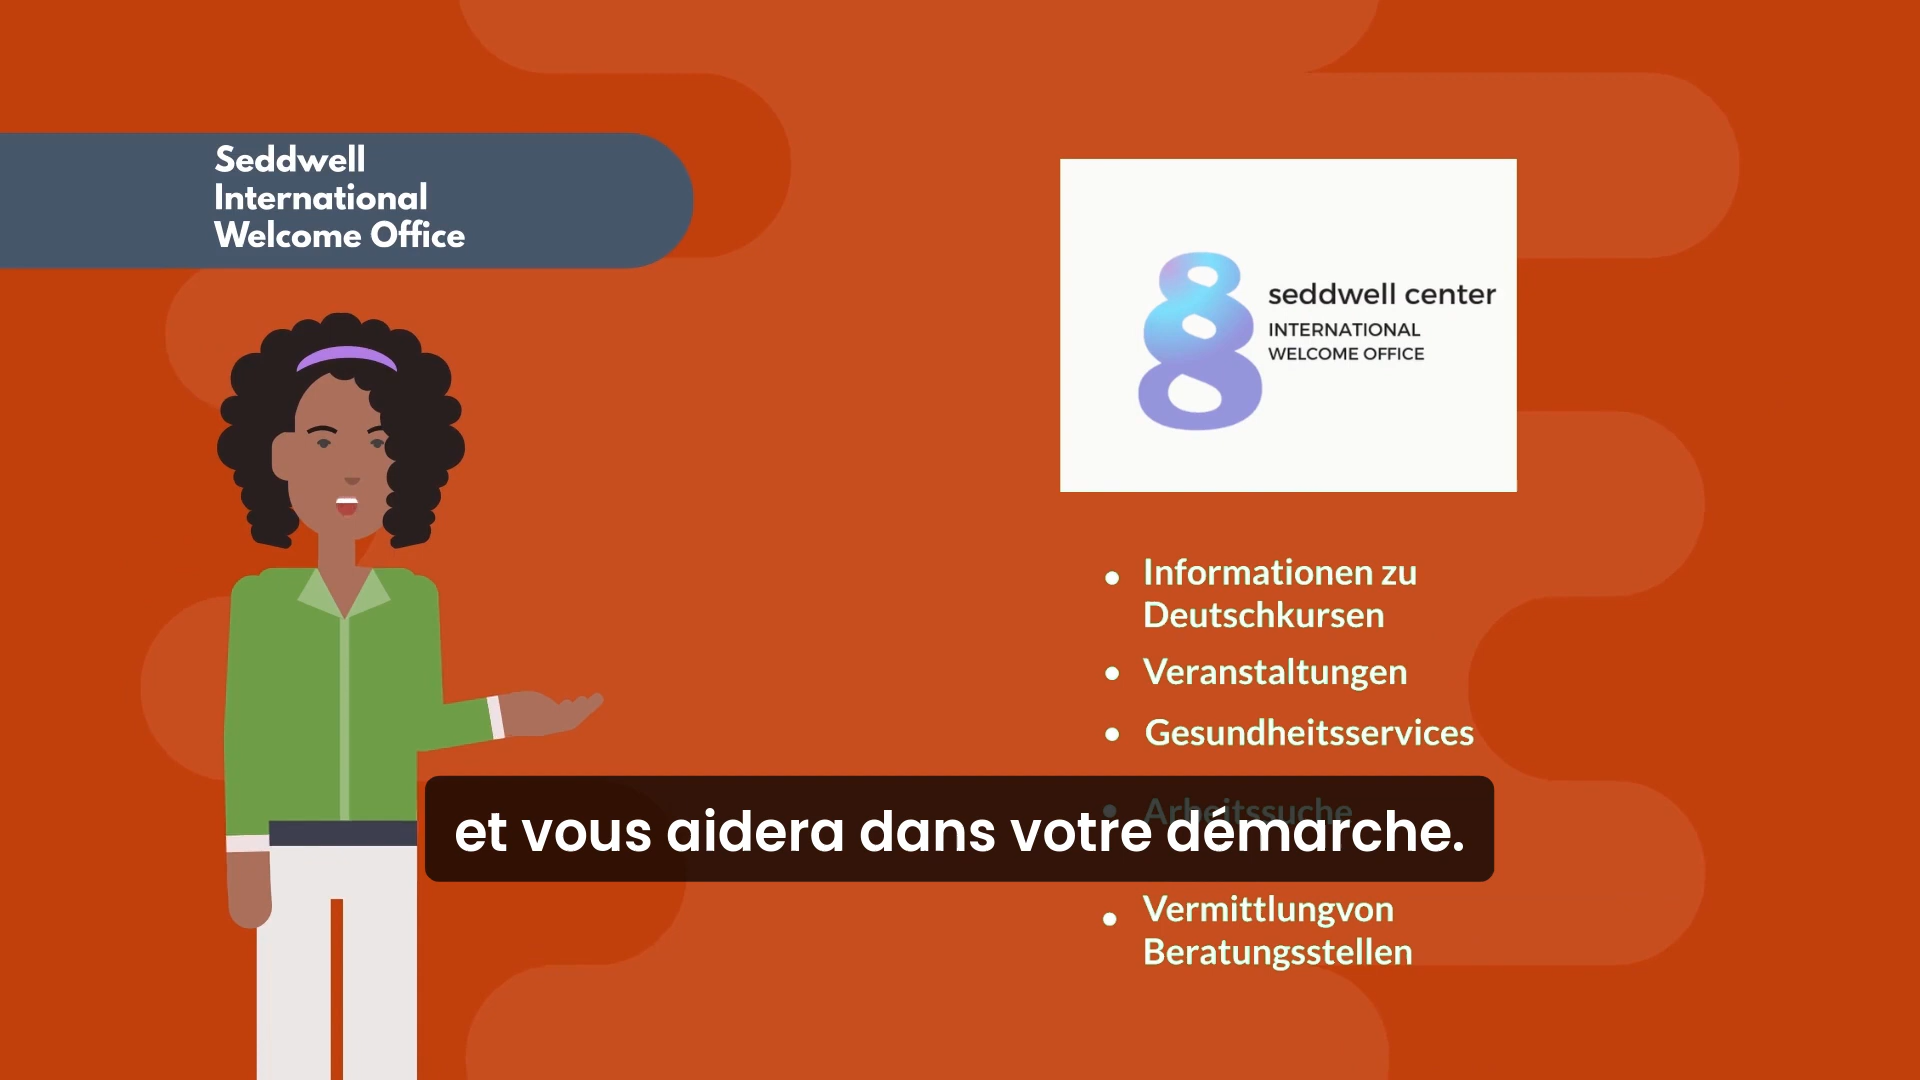 Seddwell
International
Welcome Office
seddwell center
INTERNATIONAL
WELCOME OFFICE
• Informationen zu
Deutschkursen
• Veranstaltungen
• Gesundheitsservices
• Arbeitssuche
et vous aidera dans votre démarche.
• Vermittlungvon
Beratungsstellen